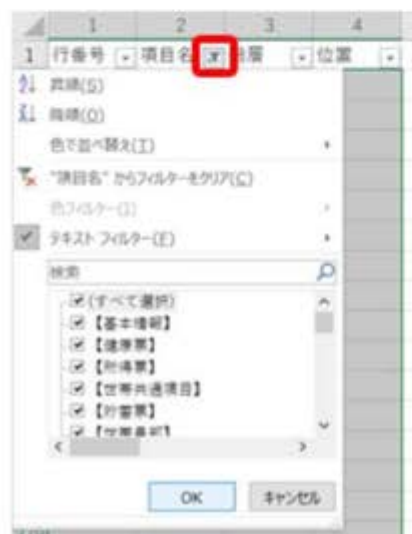 1 2 3 4
1 行番号 項目名 階層 位置
昇順(S)
降順(O)
色で並べ替え(T)
"項目名" からフィルターをクリア(C)
色フィルター(I)
テキスト フィルター(F)
検索
(すべて選択)
【基本情報】
【健康票】
【所得票】
【世帯共通項目】
【貯蓄票】
OK キャンセル